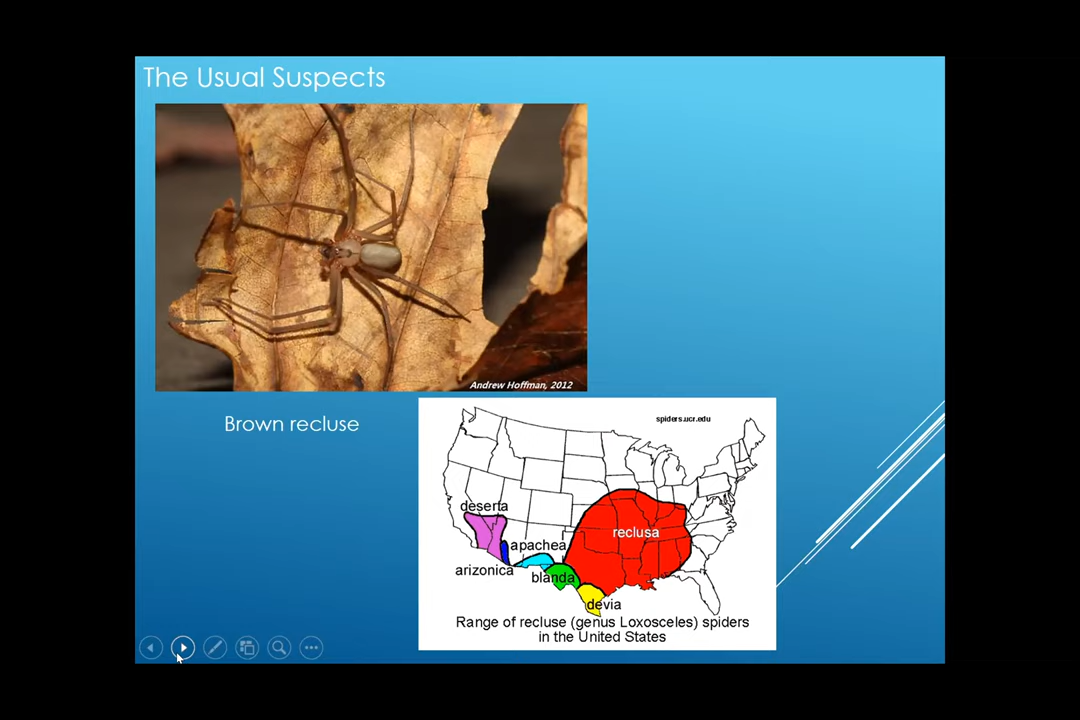 The Usual Suspects
Andrew Hoffman, 2012
Brown recluse
spiders.ucr.edu
deserta
reclusa
apachea
arizonica
blanda
devia
Range of recluse (genus Loxosceles) spiders
in the United States